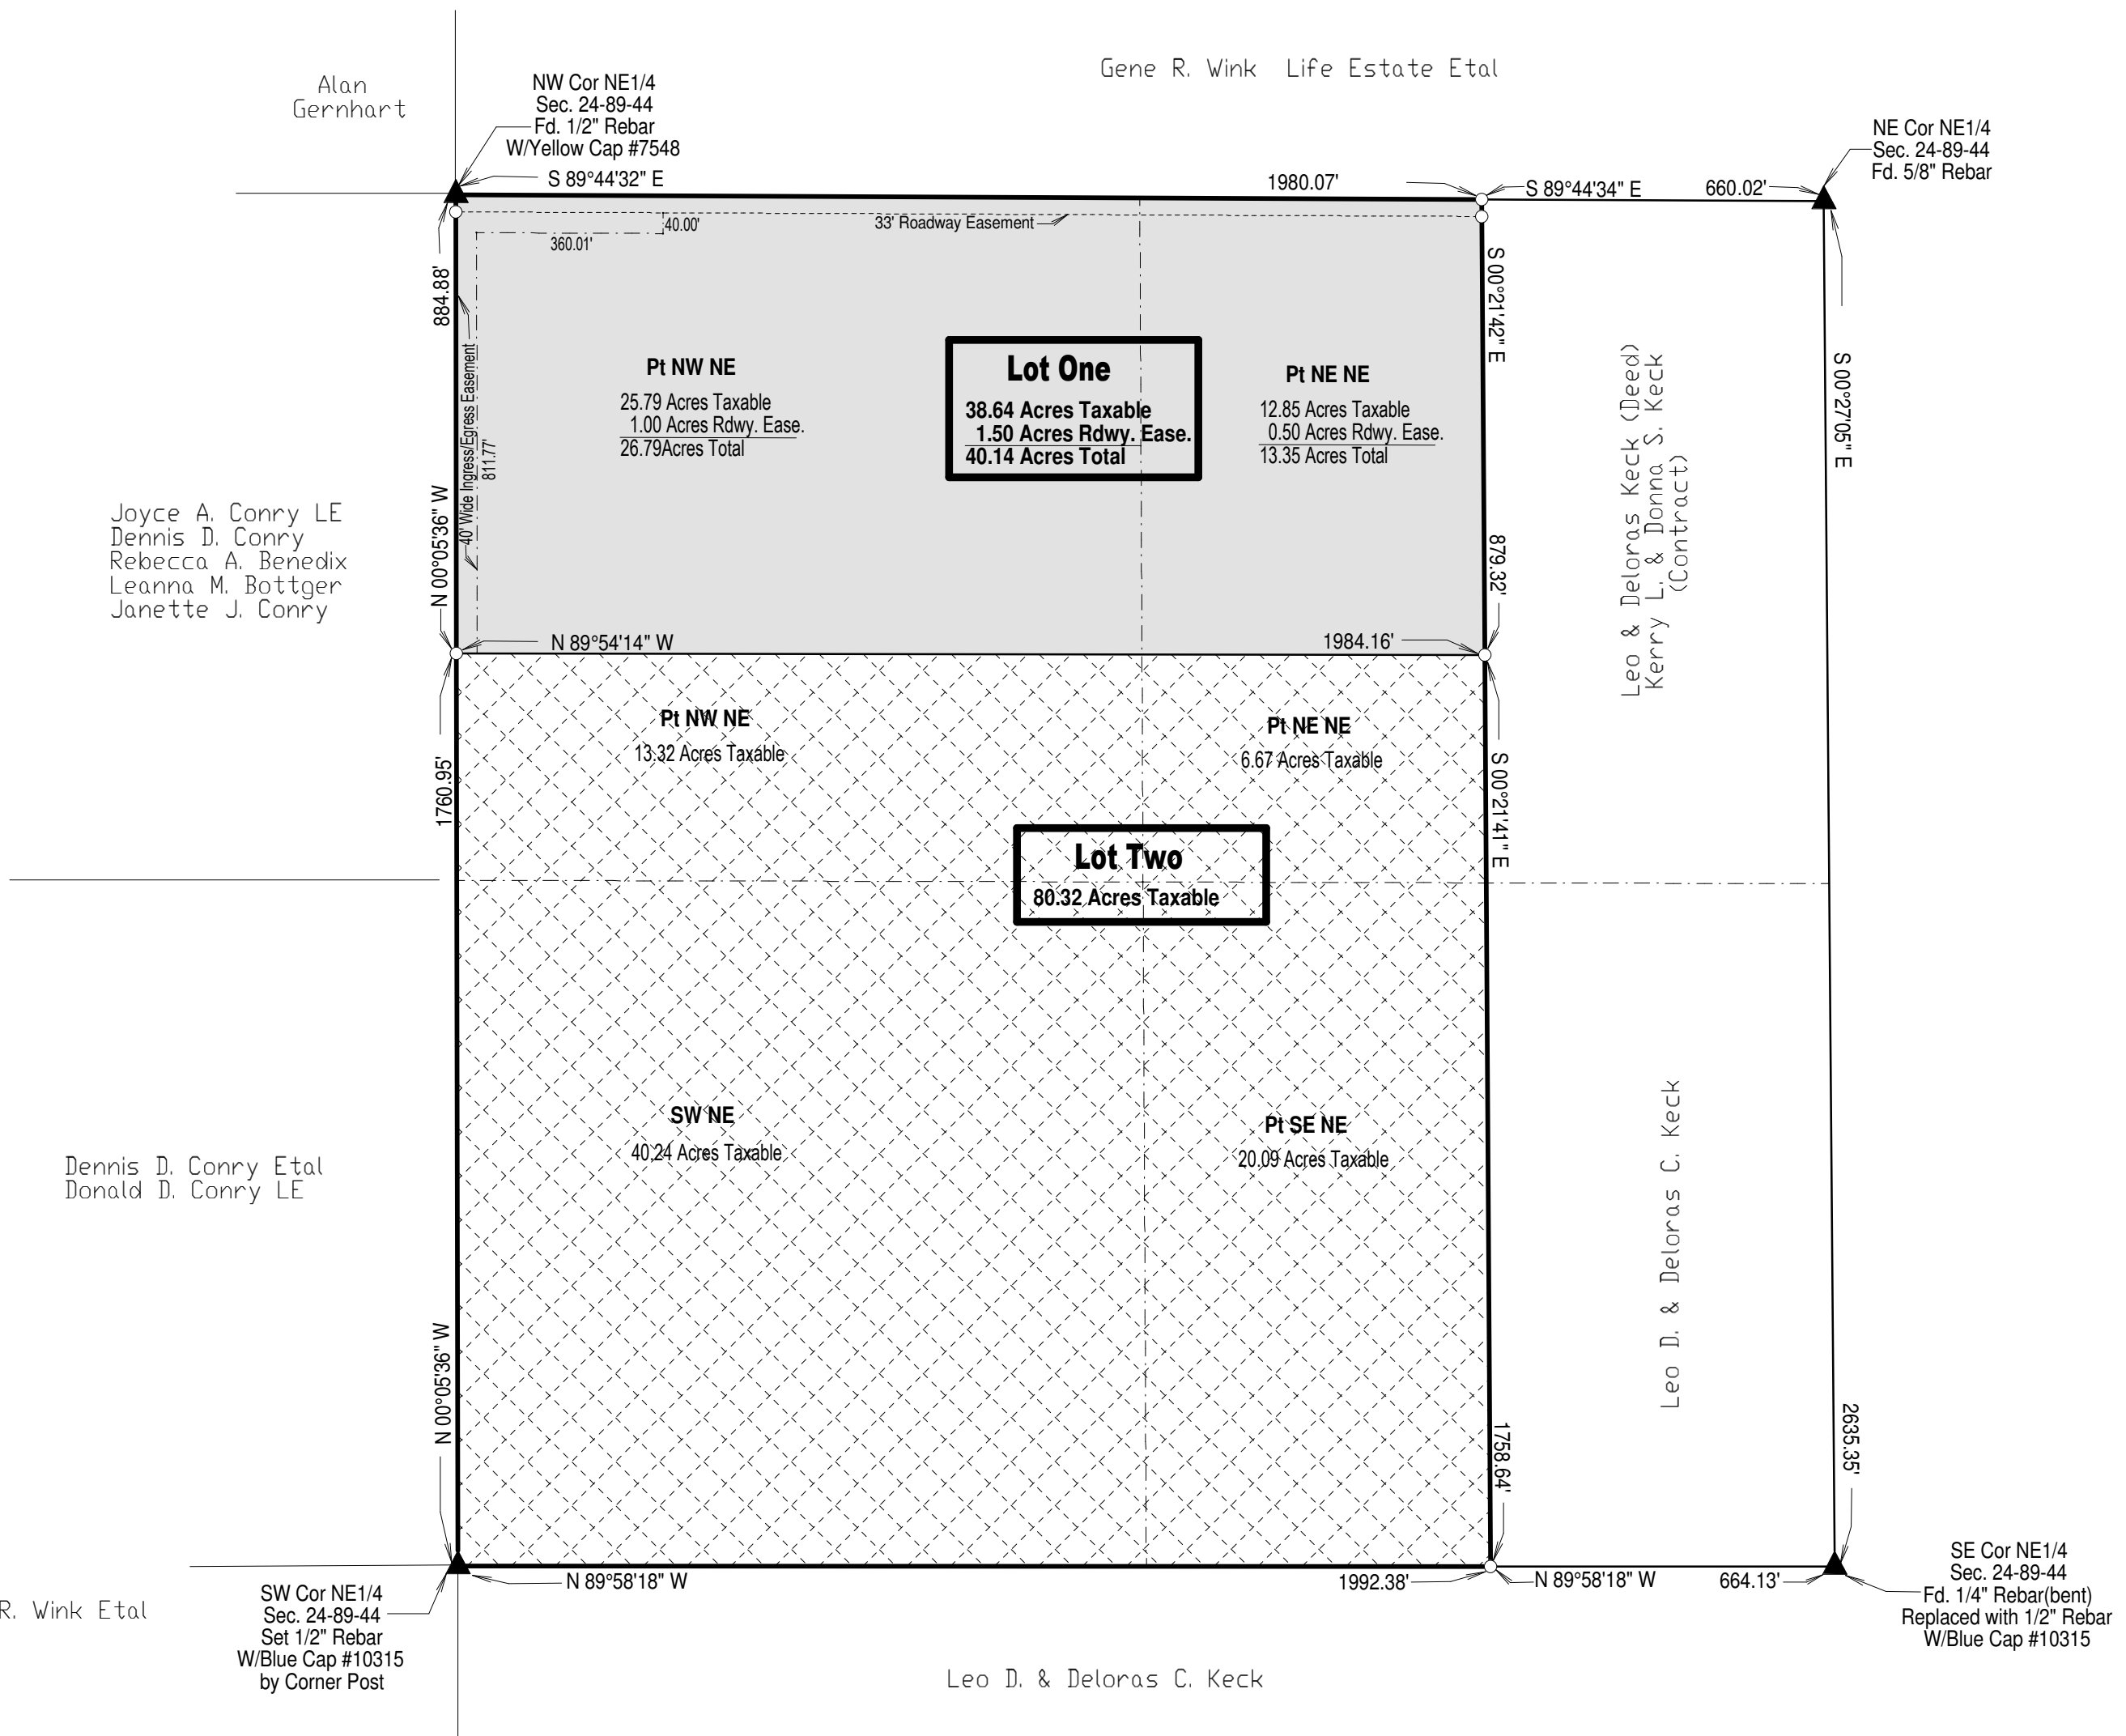 Gene R. Wink  Life Estate Etal
Alan
Gernhart
NW Cor NE1/4
Sec. 24-89-44
Fd. 1/2" Rebar
W/Yellow Cap #7548
NE Cor NE1/4
Sec. 24-89-44
Fd. 5/8" Rebar
S 89°44'32" E
1980.07'
S 89°44'34" E
660.02'
40.00'
360.01'
33' Roadway Easement
884.88'
N 00°05'36" W
40' Wide Ingress/Egress Easement
811.77'
S 00°21'42" E
879.32'
S 00°27'05" E
Pt NW NE
25.79 Acres Taxable
1.00 Acres Rdwy. Ease.
26.79Acres Total
Lot One
38.64 Acres Taxable
1.50 Acres Rdwy. Ease.
40.14 Acres Total
Pt NE NE
12.85 Acres Taxable
0.50 Acres Rdwy. Ease.
13.35 Acres Total
Leo & Deloras Keck (Deed)
Kerry L. & Donna S. Keck
(Contract)
Joyce A. Conry LE
Dennis D. Conry
Rebecca A. Benedix
Leanna M. Bottger
Janette J. Conry
N 89°54'14" W
1984.16'
Pt NW NE
13.32 Acres Taxable
Pt NE NE
6.67 Acres Taxable
1760.95'
S 00°21'41" E
Lot Two
80.32 Acres Taxable
SW NE
40.24 Acres Taxable
Pt SE NE
20.09 Acres Taxable
Dennis D. Conry Etal
Donald D. Conry LE
Leo D. & Deloras C. Keck
N 00°05'36" W
1758.64'
2635.35'
N 89°58'18" W
1992.38'
N 89°58'18" W
664.13'
R. Wink Etal
SW Cor NE1/4
Sec. 24-89-44
Set 1/2" Rebar
W/Blue Cap #10315
by Corner Post
SE Cor NE1/4
Sec. 24-89-44
Fd. 1/4" Rebar(bent)
Replaced with 1/2" Rebar
W/Blue Cap #10315
Leo D. & Deloras C. Keck